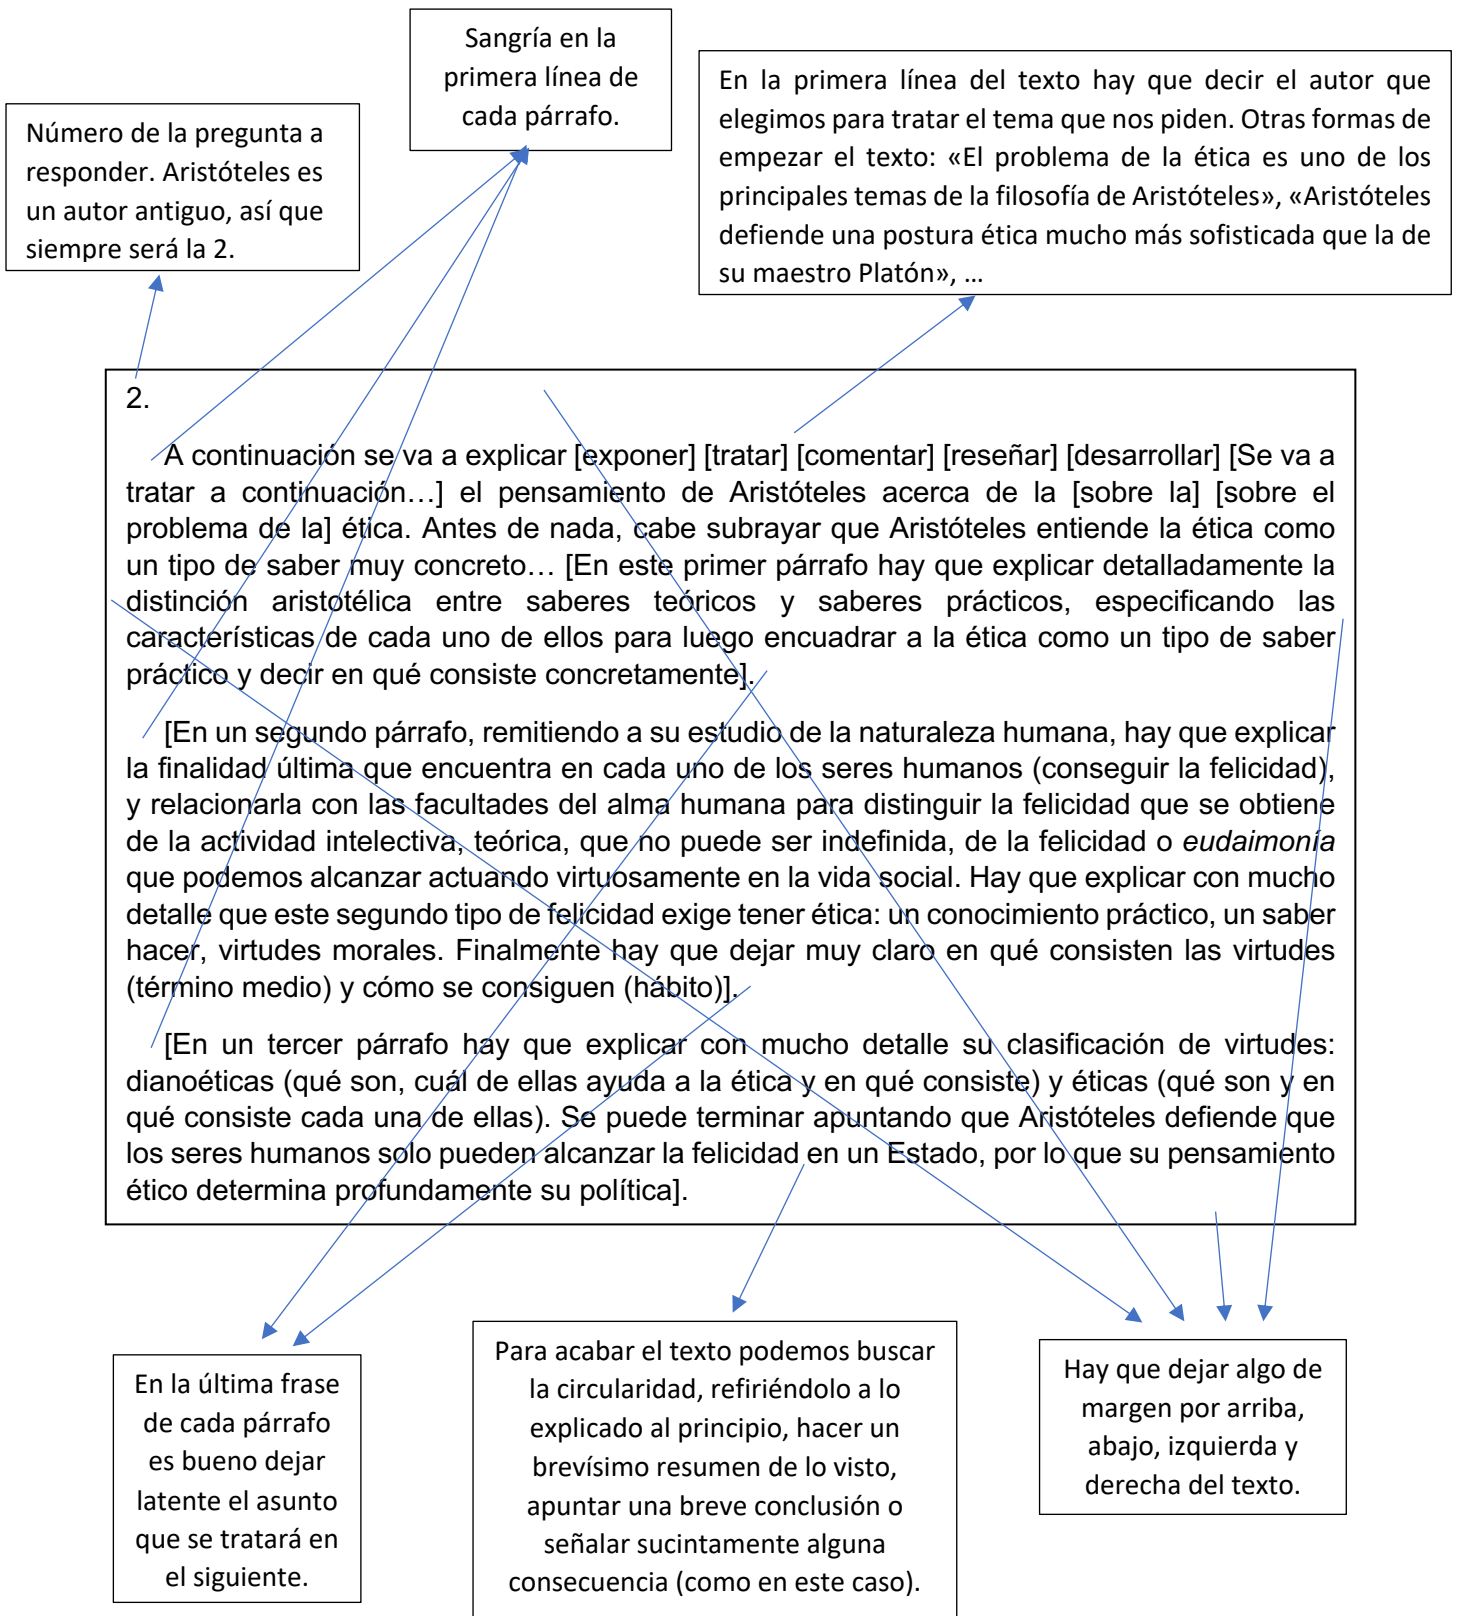 Sangría en la
primera línea de
cada párrafo.
En la primera línea del texto hay que decir el autor que
elegimos para tratar el tema que nos piden. Otras formas de
empezar el texto: «El problema de la ética es uno de los
principales temas de la filosofía de Aristóteles», «Aristóteles
defiende una postura ética mucho más sofisticada que la de
su maestro Platón», …
Número de la pregunta a
responder. Aristóteles es
un autor antiguo, así que
siempre será la 2.
2.
A continuación se va a explicar [exponer] [tratar] [comentar] [reseñar] [desarrollar] [Se va a
tratar a continuación…] el pensamiento de Aristóteles acerca de la [sobre la] [sobre el
problema de la] ética. Antes de nada, cabe subrayar que Aristóteles entiende la ética como
un tipo de saber muy concreto… [En este primer párrafo hay que explicar detalladamente la
distinción aristotélica entre saberes teóricos y saberes prácticos, especificando las
características de cada uno de ellos para luego encuadrar a la ética como un tipo de saber
práctico y decir en qué consiste concretamente].
[En un segundo párrafo, remitiendo a su estudio de la naturaleza humana, hay que explicar
la finalidad última que encuentra en cada uno de los seres humanos (conseguir la felicidad),
y relacionarla con las facultades del alma humana para distinguir la felicidad que se obtiene
de la actividad intelectiva, teórica, que no puede ser indefinida, de la felicidad o eudaimonía
que podemos alcanzar actuando virtuosamente en la vida social. Hay que explicar con mucho
detalle que este segundo tipo de felicidad exige tener ética: un conocimiento práctico, un saber
hacer, virtudes morales. Finalmente hay que dejar muy claro en qué consisten las virtudes
(término medio) y cómo se consiguen (hábito)].
[En un tercer párrafo hay que explicar con mucho detalle su clasificación de virtudes:
dianoéticas (qué son, cuál de ellas ayuda a la ética y en qué consiste) y éticas (qué son y en
qué consiste cada una de ellas). Se puede terminar apuntando que Aristóteles defiende que
los seres humanos solo pueden alcanzar la felicidad en un Estado, por lo que su pensamiento
ético determina profundamente su política].
En la última frase
de cada párrafo
es bueno dejar
latente el asunto
que se tratará en
el siguiente.
Para acabar el texto podemos buscar
la circularidad, refiriéndolo a lo
explicado al principio, hacer un
brevísimo resumen de lo visto,
apuntar una breve conclusión o
señalar sucintamente alguna
consecuencia (como en este caso).
Hay que dejar algo de
margen por arriba,
abajo, izquierda y
derecha del texto.